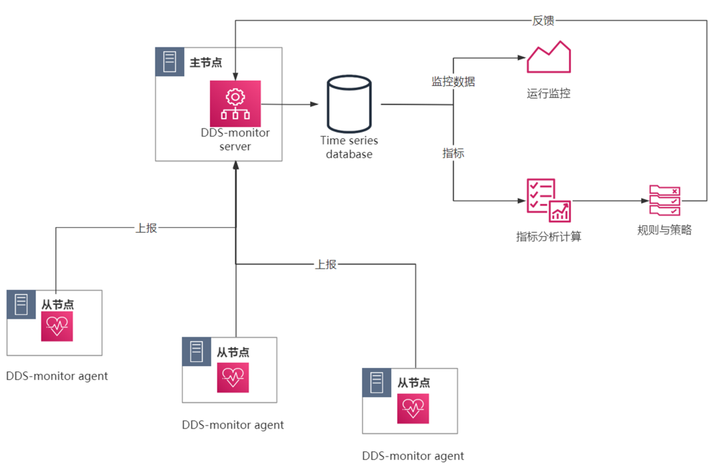 反馈
主节点
DDS-monitor
server
Time series
database
监控数据
运行监控
指标
指标分析计算
规则与策略
上报
上报
从节点
DDS-monitor agent
从节点
DDS-monitor agent
从节点
DDS-monitor agent